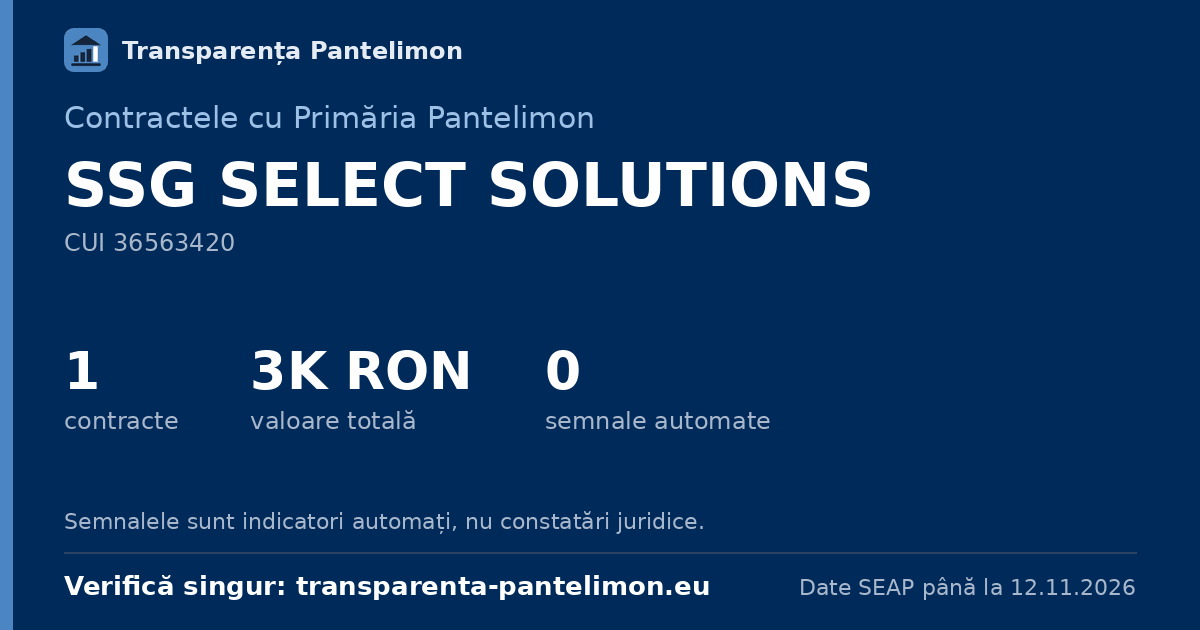 Transparența Pantelimon
Contractele cu Primăria Pantelimon
SSG SELECT SOLUTIONS
CUI 36563420
1
contracte
3K RON
valoare totală
0
semnale automate
Semnalele sunt indicatori automați, nu constatări juridice.
Verifică singur: transparenta-pantelimon.eu
Date SEAP până la 12.11.2026